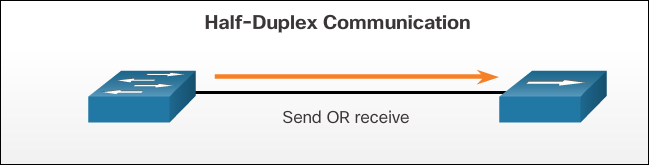 Half-Duplex Communication
Send OR receive